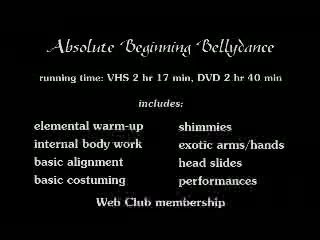 Absolute Beginning Bellydance
running time: VHS 2 hr 17 min, DVD 2 hr 40 min
includes:
elemental warm-up
internal body work
basic alignment
basic costuming
shimmies
exotic arms/hands
head slides
performances
Web Club membership